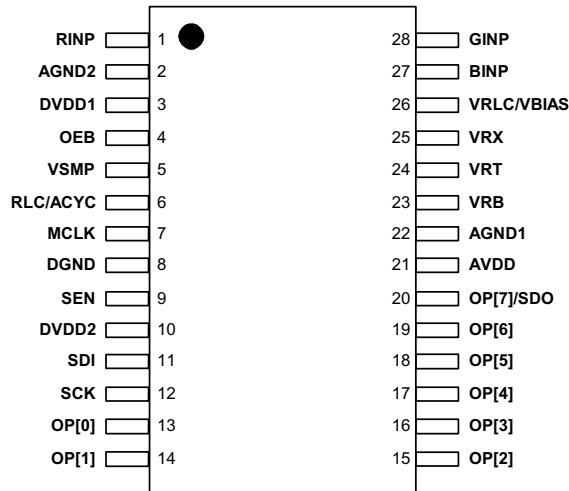 RINP 1 28 GINP
AGND2 2 27 BINP
DVDD1 3 26 VRLC/VBIAS
OEB 4 25 VRX
VSMP 5 24 VRT
RLC/ACYC 6 23 VRB
MCLK 7 22 AGND1
DGND 8 21 AVDD
SEN 9 20 OP[7]/SDO
DVDD2 10 19 OP[6]
SDI 11 18 OP[5]
SCK 12 17 OP[4]
OP[0] 13 16 OP[3]
OP[1] 14 15 OP[2]